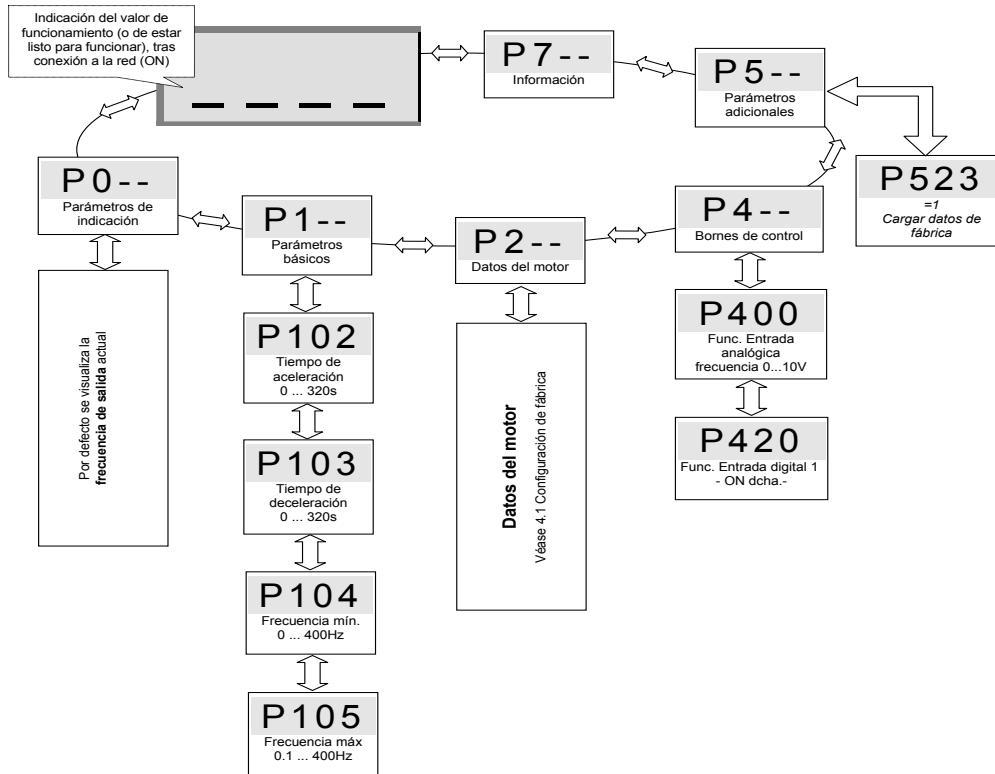 Indicación del valor de
funcionamiento (o de estar
listo para funcionar), tras
conexión a la red (ON)
P7--
Información
P5--
Parámetros
adicionales
P523
=1
Cargar datos de
fábrica
P0--
Parámetros de
indicación
P1--
Parámetros
básicos
P2--
Datos del motor
P4--
Bornes de control
Por defecto se visualiza la
frecuencia de salida actual
P102
Tiempo de
aceleración
0 ... 320s
P103
Tiempo de
deceleración
0 ... 320s
P104
Frecuencia mín.
0 ... 400Hz
P105
Frecuencia máx
0.1 ... 400Hz
Datos del motor
Véase 4.1 Configuración de fábrica
P400
Func. Entrada
analógica
frecuencia 0...10V
P420
Func. Entrada digital 1
- ON dcha.-